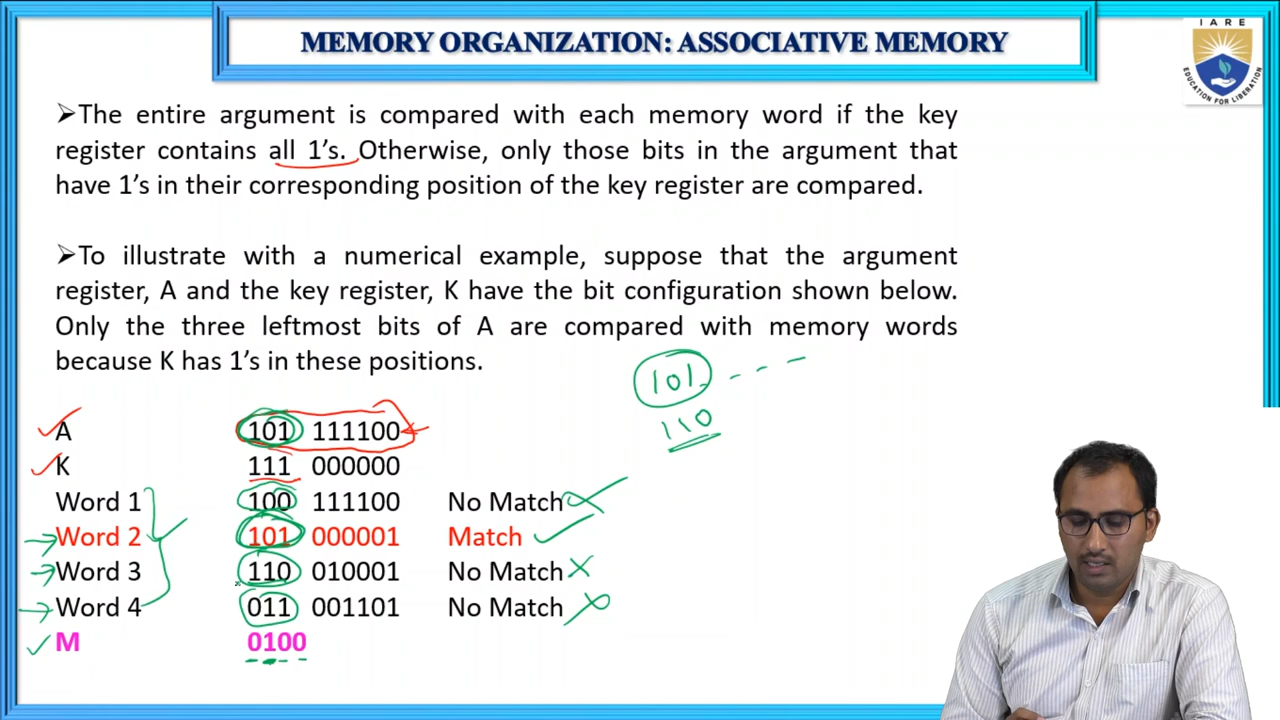 IARE
MEMORY ORGANIZATION: ASSOCIATIVE MEMORY
EDUCATION FOR LIBERATION
➢The entire argument is compared with each memory word if the key
register contains all 1’s. Otherwise, only those bits in the argument that
have 1’s in their corresponding position of the key register are compared.
➢To illustrate with a numerical example, suppose that the argument
register, A and the key register, K have the bit configuration shown below.
Only the three leftmost bits of A are compared with memory words
because K has 1’s in these positions.
101 - - -
110
A 101 111100
K 111 000000
Word 1 100 111100 No Match
Word 2 101 000001 Match
Word 3 110 010001 No Match
Word 4 011 001101 No Match
M 0100